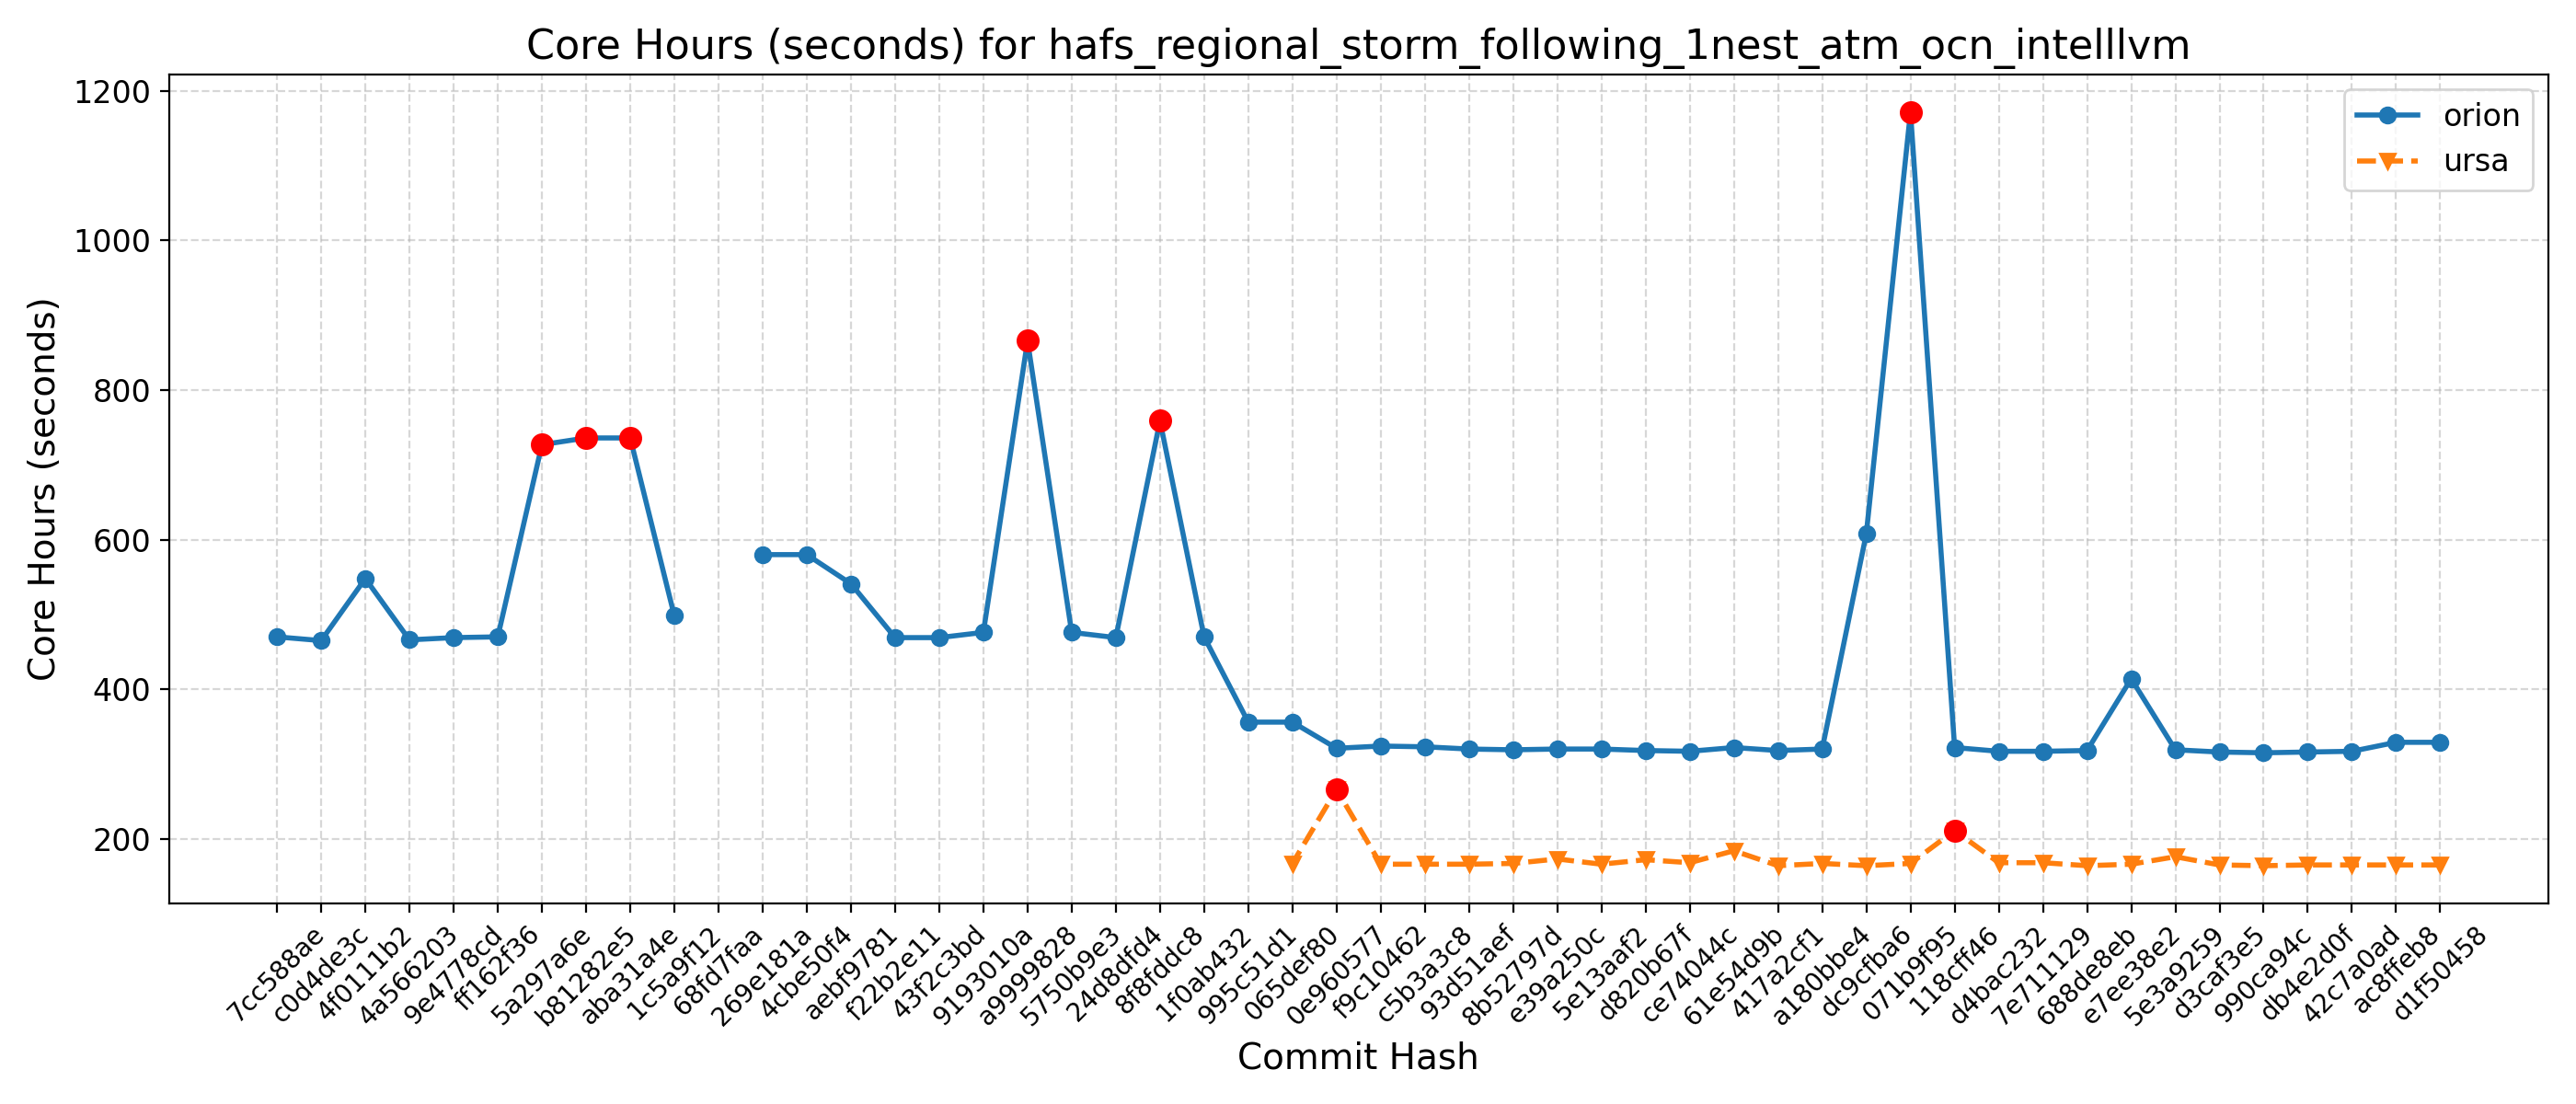 Core Hours (seconds) for hafs_regional_storm_following_1nest_atm_ocn_intelllvm
Core Hours (seconds)
1200
1000
800
600
400
200
orion
ursa
7cc588ae
c0d4de3c
4f0111b2
4a566203
9e4778cd
ff162f36
5a297a6e
b81282e5
aba31a4e
1c5a9f12
68fd7faa
269e181a
4cbe50f4
aebf9781
f22b2e11
43f2c3bd
9193010a
a9999828
5750b9e3
24d8dfd4
8f8fddc8
1f0ab432
995c51d1
065def80
0e960577
f9c10462
c5b3a3c8
93d51aef
8b52797d
e39a250c
5e13aaf2
d820b67f
ce74044c
61e54d9b
417a2cf1
a180bbe4
dc9cfba6
071b9f95
118cff46
d4bac232
7e711129
688de8eb
e7ee38e2
5e3a9259
d3caf3e5
990ca94c
db4e2d0f
42c7a0ad
ac8ffeb8
d1f50458
Commit Hash